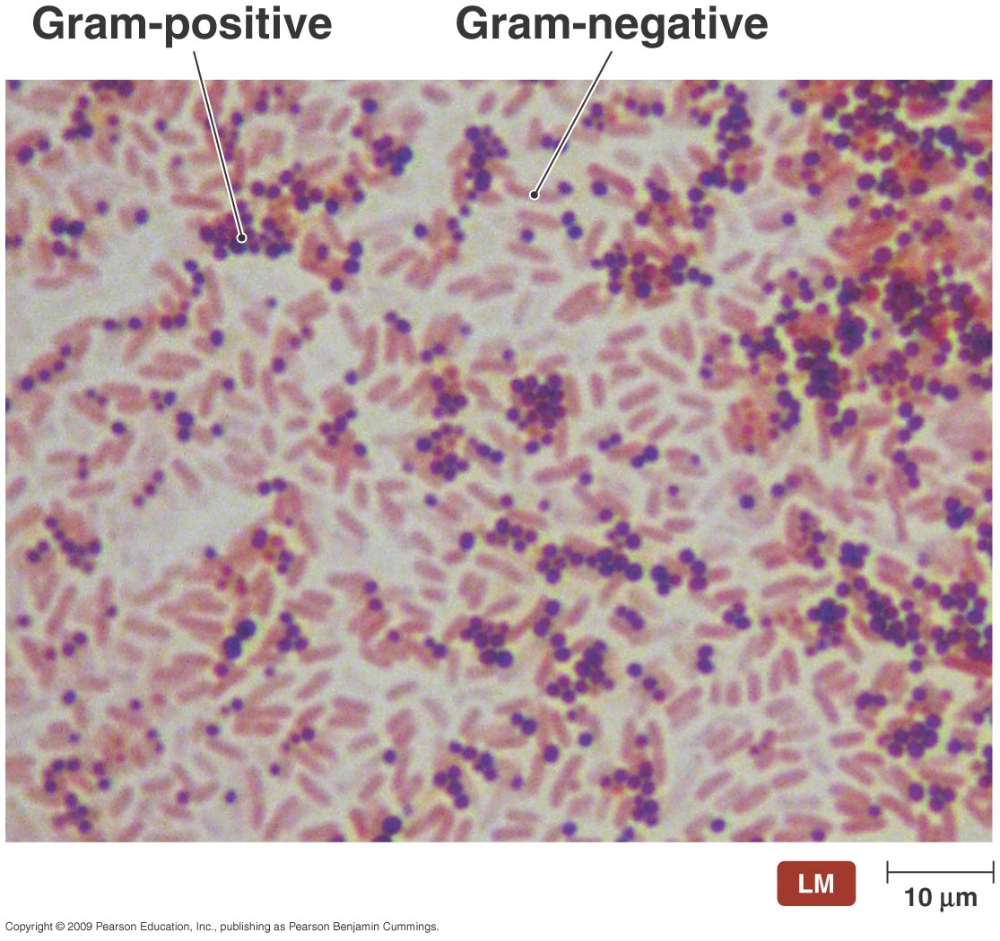 Gram-positive
Gram-negative
LM
10 µm
Copyright © 2009 Pearson Education, Inc., publishing as Pearson Benjamin Cummings.